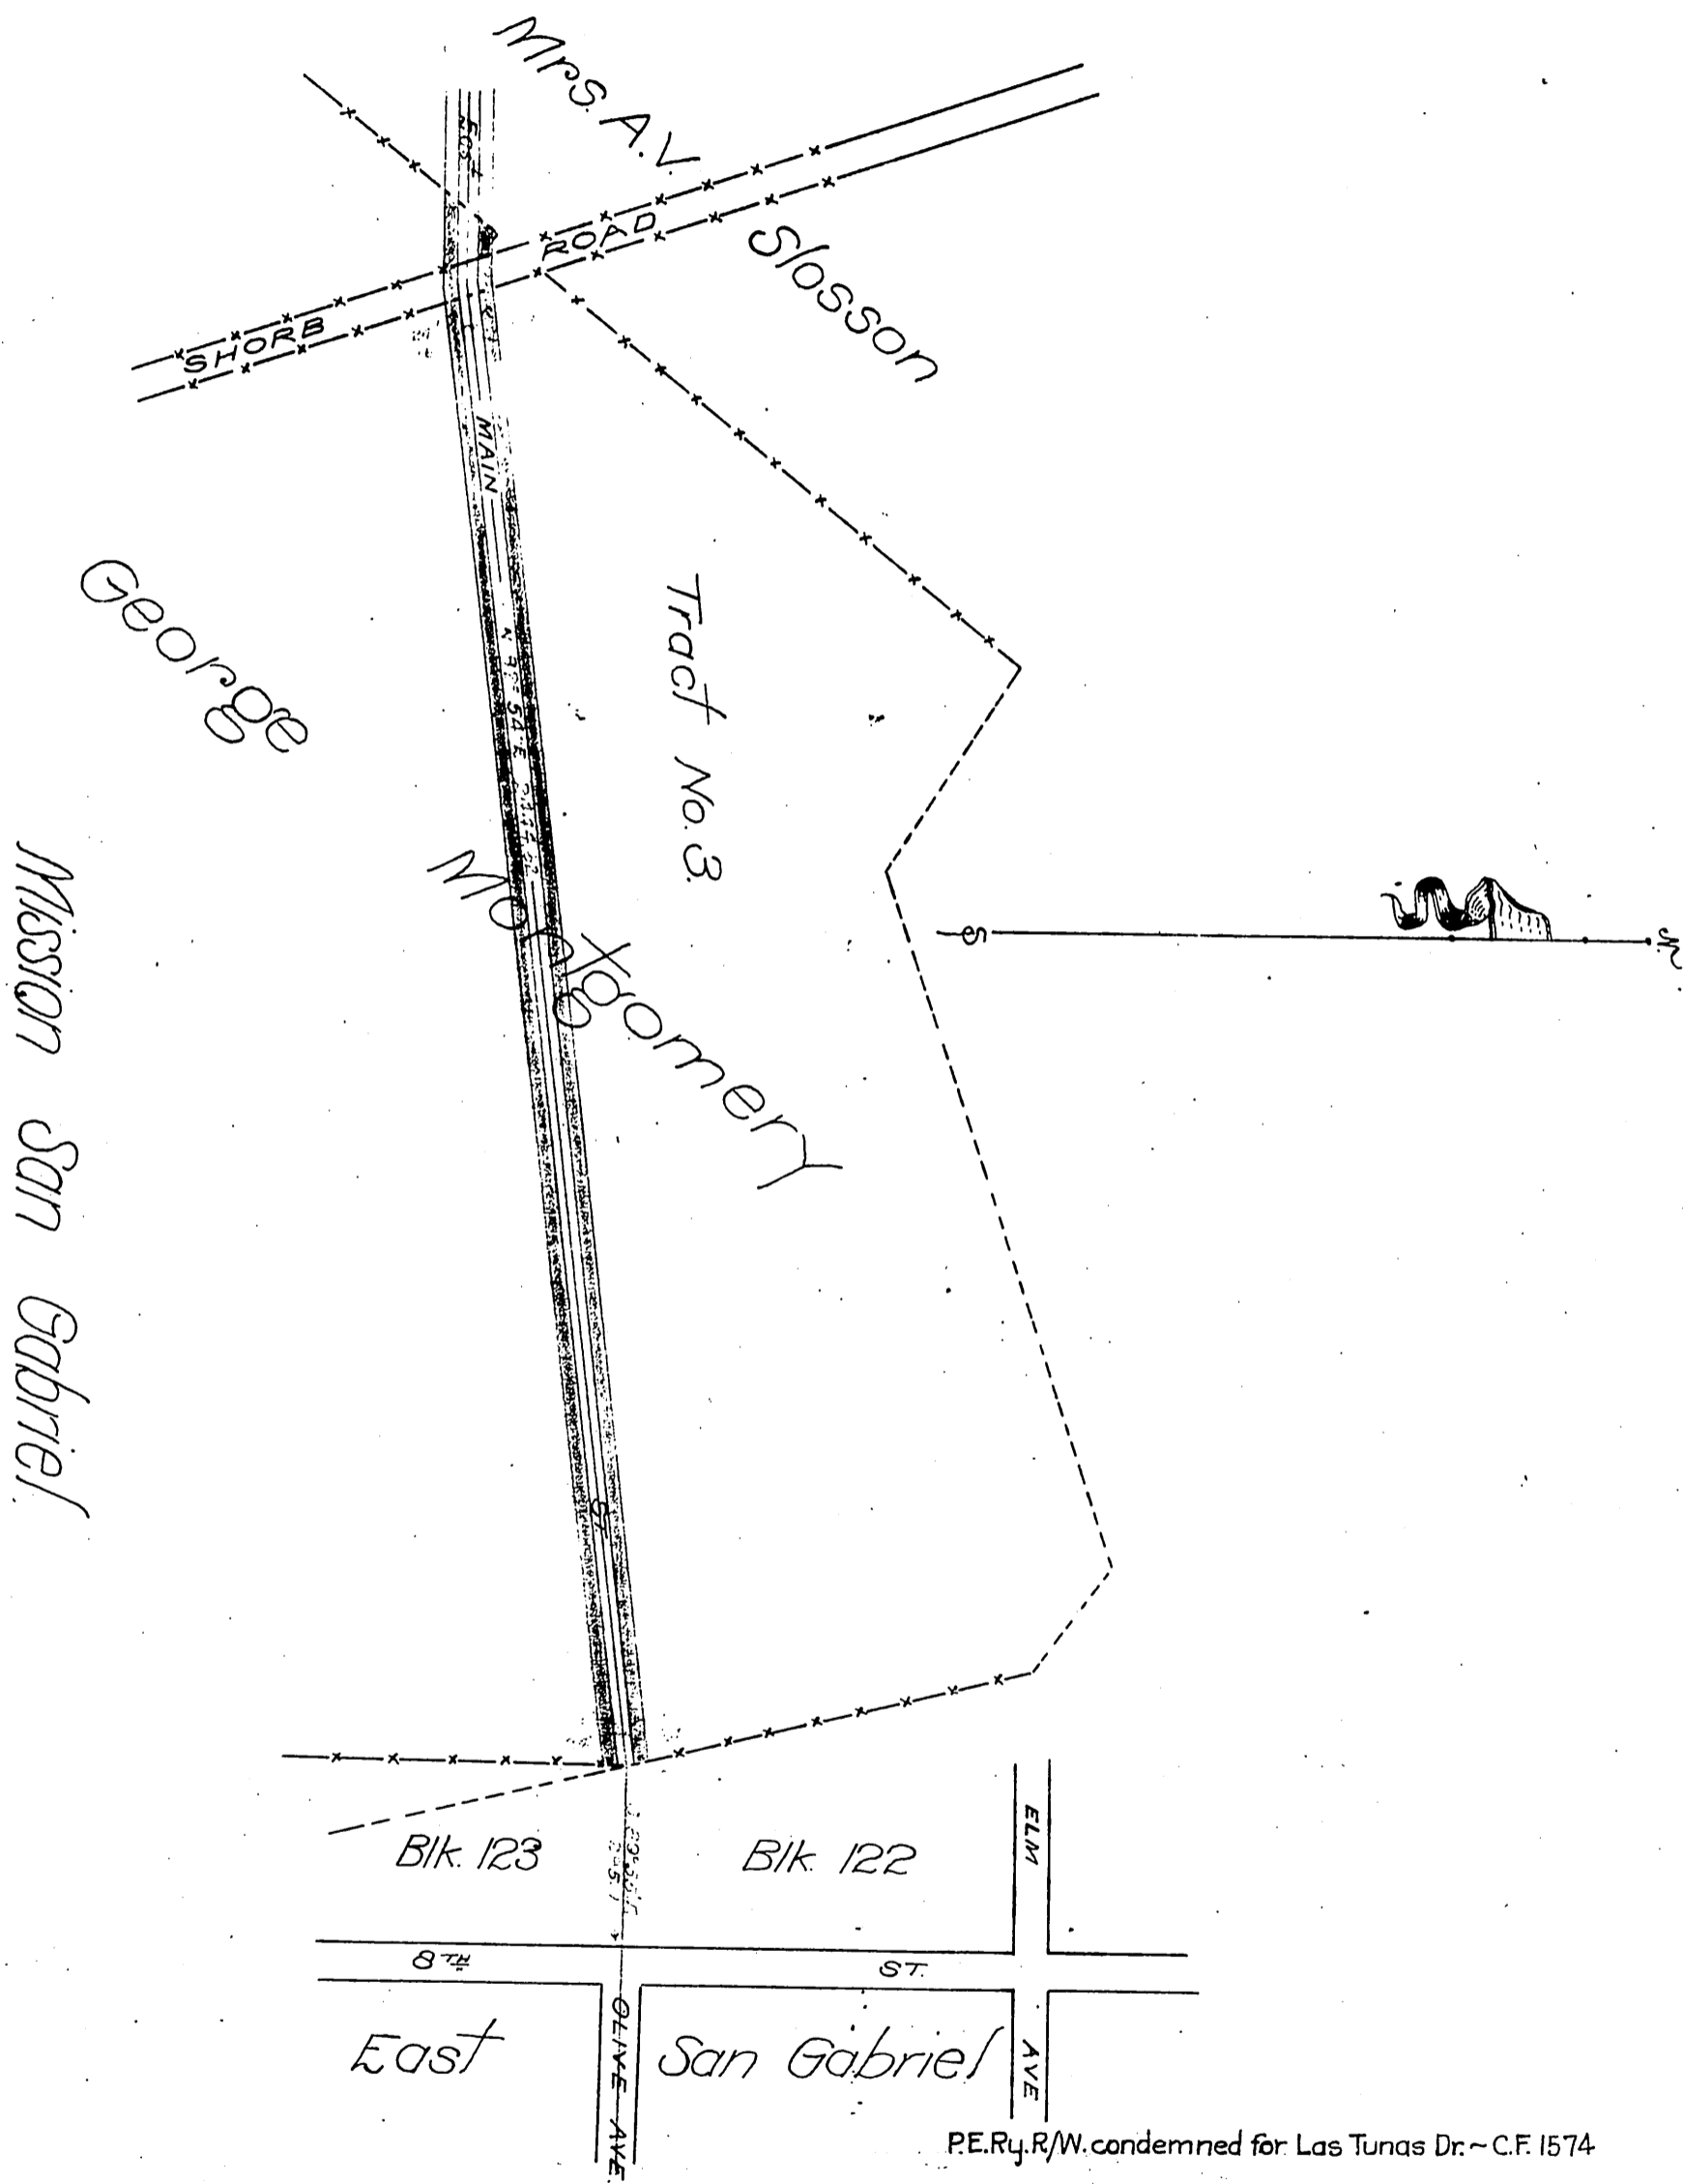 Mrs. A.V. Slosson
SHORB ROAD
MAIN ST.
George Montgomery
Tract No. 3.
Mission San Gabriel.
N
S
Blk. 123
Blk. 122
ELM AVE
8TH ST.
OLIVE AVE.
East San Gabriel
P.E.Ry.R/W. condemned for Las Tunas Dr. ~ C.F. 1574